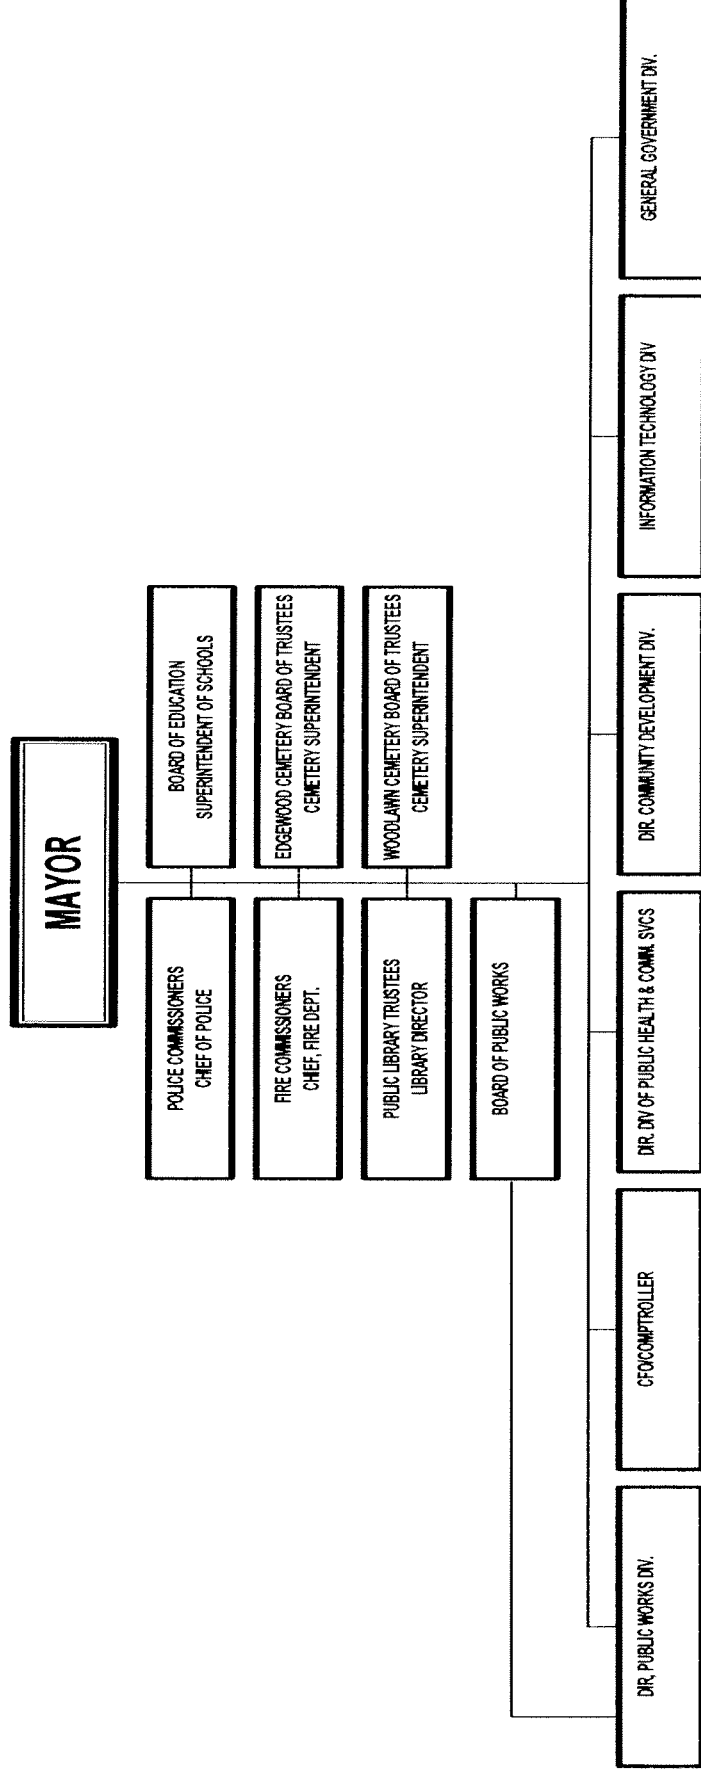 MAYOR
POLICE COMMISSIONERS
CHIEF OF POLICE
BOARD OF EDUCATION
SUPERINTENDENT OF SCHOOLS
FIRE COMMISSIONERS
CHIEF, FIRE DEPT.
EDGEWOOD CEMETERY BOARD OF TRUSTEES
CEMETERY SUPERINTENDENT
PUBLIC LIBRARY TRUSTEES
LIBRARY DIRECTOR
WOODLAWN CEMETERY BOARD OF TRUSTEES
CEMETERY SUPERINTENDENT
BOARD OF PUBLIC WORKS
DIR, PUBLIC WORKS DIV.
CFO/COMPTROLLER
DIR. DIV OF PUBLIC HEALTH & COMM. SVCS
DIR. COMMUNITY DEVELOPMENT DIV.
INFORMATION TECHNOLOGY DIV
GENERAL GOVERNMENT DIV.